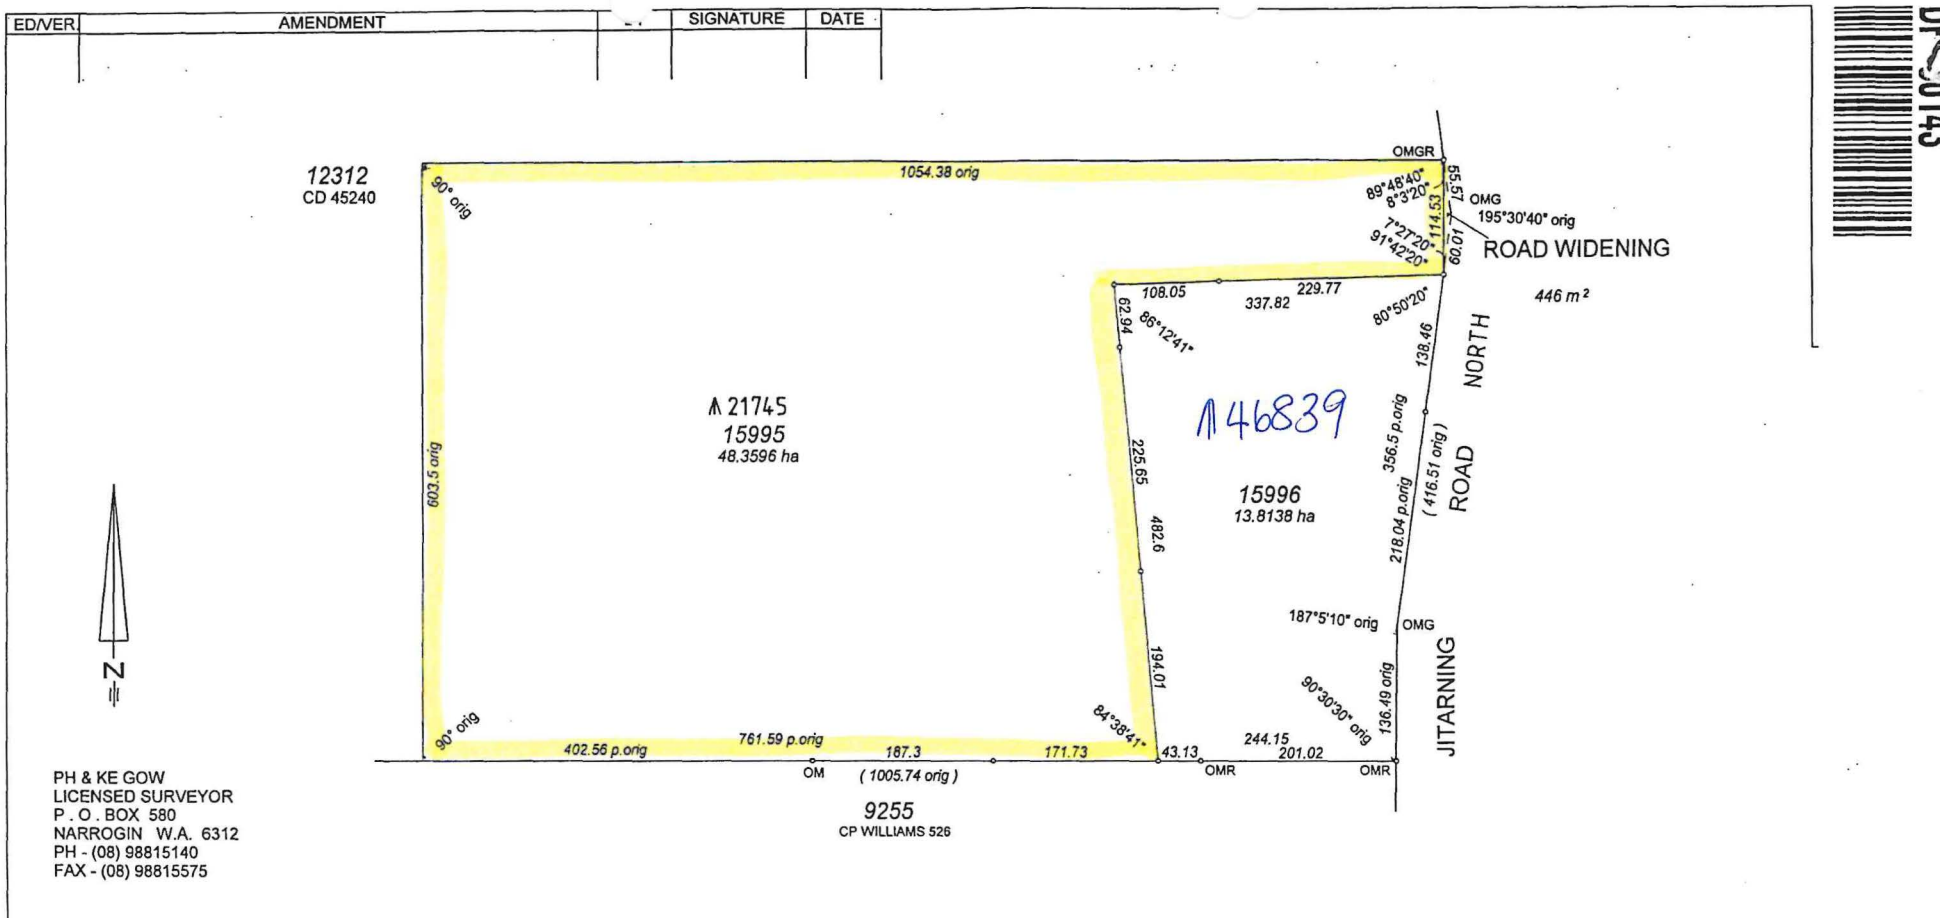 ED/VER AMENDMENT SIGNATURE DATE
OMGR
1054.38 orig
12312
CD 45240
90° orig
89°48'40"
8°3'20"
55.57
OMG
195°30'40" orig
114.53
7°27'20"
91°42'20"
60.01
ROAD WIDENING
446 m²
108.05
229.77
337.82
80°50'20"
62.94
86°12'41"
138.46
NORTH
21745
15995
48.3596 ha
46839
356.5 p.orig
( 416.51 orig )
ROAD
603.5 orig
225.65
482.6
15996
13.8138 ha
218.04 p.orig
187°5'10" orig
OMG
194.01
90°30'30" orig
136.49 orig
JITARNING
N
90° orig
84°38'41"
402.56 p.orig
761.59 p.orig
187.3
171.73
43.13
244.15
201.02
OM
( 1005.74 orig )
OMR
OMR
9255
CP WILLIAMS 526
PH & KE GOW
LICENSED SURVEYOR
P . O . BOX 580
NARROGIN W.A. 6312
PH - (08) 98815140
FAX - (08) 98815575